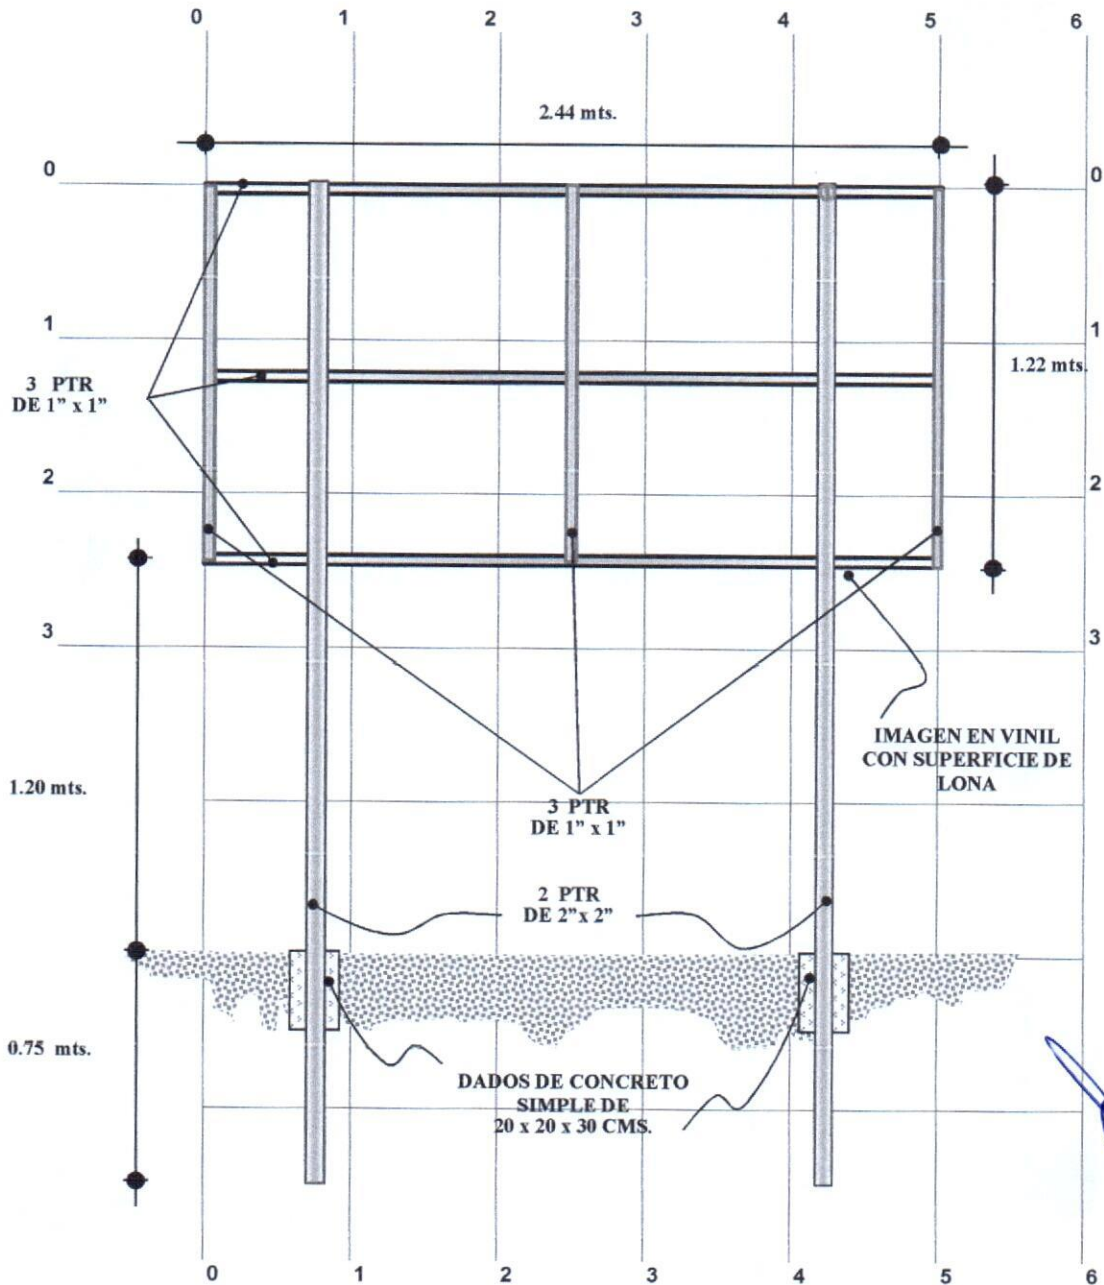 0 1 2 3 4 5 6
2.44 mts.
0 0
1 1
1.22 mts.
3 PTR
DE 1" x 1"
2 2
3 3
IMAGEN EN VINIL
CON SUPERFICIE DE
LONA
1.20 mts.
3 PTR
DE 1" x 1"
2 PTR
DE 2" x 2"
0.75 mts.
DADOS DE CONCRETO
SIMPLE DE
20 x 20 x 30 CMS.
0 1 2 3 4 5 6